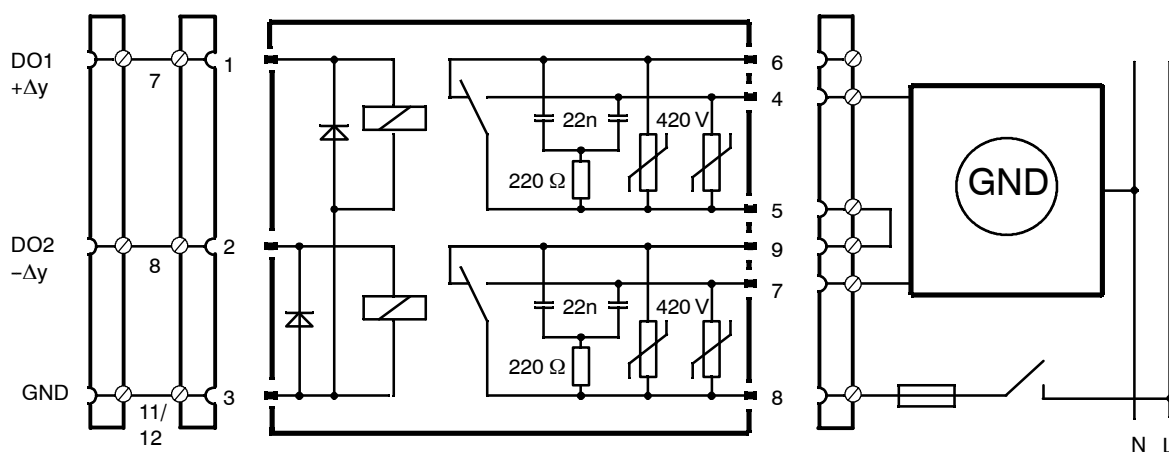 DO1
+Δy
7
1
6
4
22n
420 V
220 Ω
5
GND
DO2
–Δy
8
2
9
7
22n
420 V
220 Ω
GND
11/
12
3
8
N
L